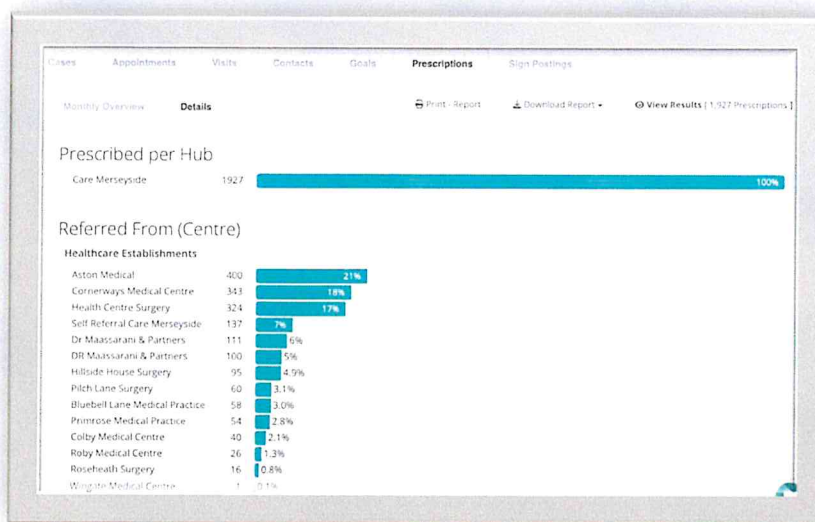 Cases Appointments Visits Contacts Goals Prescriptions Sign Postings
Monthly Overview Details Print - Report Download Report View Results [ 1,927 Prescriptions ]
Prescribed per Hub
Care Merseyside 1927 100%
Referred From (Centre)
Healthcare Establishments
Aston Medical 400 21%
Cornerways Medical Centre 343 18%
Health Centre Surgery 324 17%
Self Referral Care Merseyside 137 7%
Dr Maassarani & Partners 111 6%
DR Maassarani & Partners 100 5%
Hillside House Surgery 95 4.9%
Pilch Lane Surgery 60 3.1%
Bluebell Lane Medical Practice 58 3.0%
Primrose Medical Practice 54 2.8%
Colby Medical Centre 40 2.1%
Roby Medical Centre 26 1.3%
Roseheath Surgery 16 0.8%
Wingate Medical Centre 1 0.1%